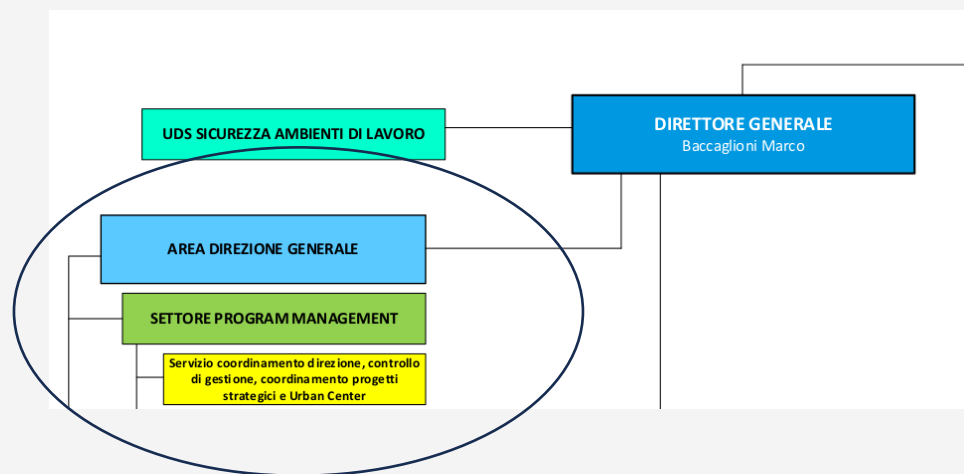 DIRETTORE GENERALE
Baccaglioni Marco
UDS SICUREZZA AMBIENTI DI LAVORO
AREA DIREZIONE GENERALE
SETTORE PROGRAM MANAGEMENT
Servizio coordinamento direzione, controllo
di gestione, coordinamento progetti
strategici e Urban Center